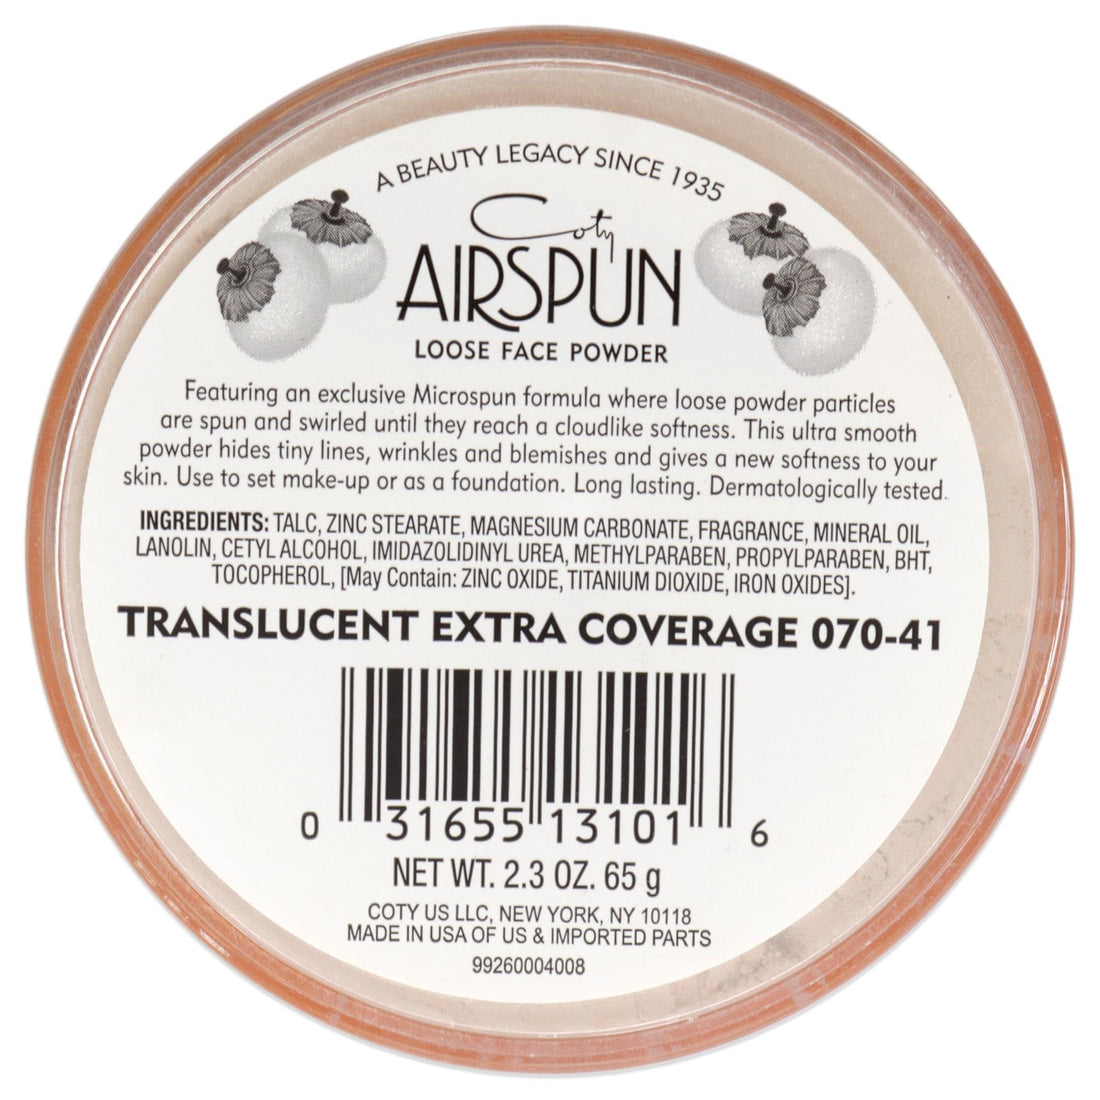 A BEAUTY LEGACY SINCE 1935
Coty
AIRSPUN
LOOSE FACE POWDER
Featuring an exclusive Microspun formula where loose powder particles
are spun and swirled until they reach a cloudlike softness. This ultra smooth
powder hides tiny lines, wrinkles and blemishes and gives a new softness to your
skin. Use to set make-up or as a foundation. Long lasting. Dermatologically tested.
INGREDIENTS: TALC, ZINC STEARATE, MAGNESIUM CARBONATE, FRAGRANCE, MINERAL OIL,
LANOLIN, CETYL ALCOHOL, IMIDAZOLIDINYL UREA, METHYLPARABEN, PROPYLPARABEN, BHT,
TOCOPHEROL, [May Contain: ZINC OXIDE, TITANIUM DIOXIDE, IRON OXIDES].
TRANSLUCENT EXTRA COVERAGE 070-41
0 31655 13101 6
NET WT. 2.3 OZ. 65 g
COTY US LLC, NEW YORK, NY 10118
MADE IN USA OF US & IMPORTED PARTS
99260004008